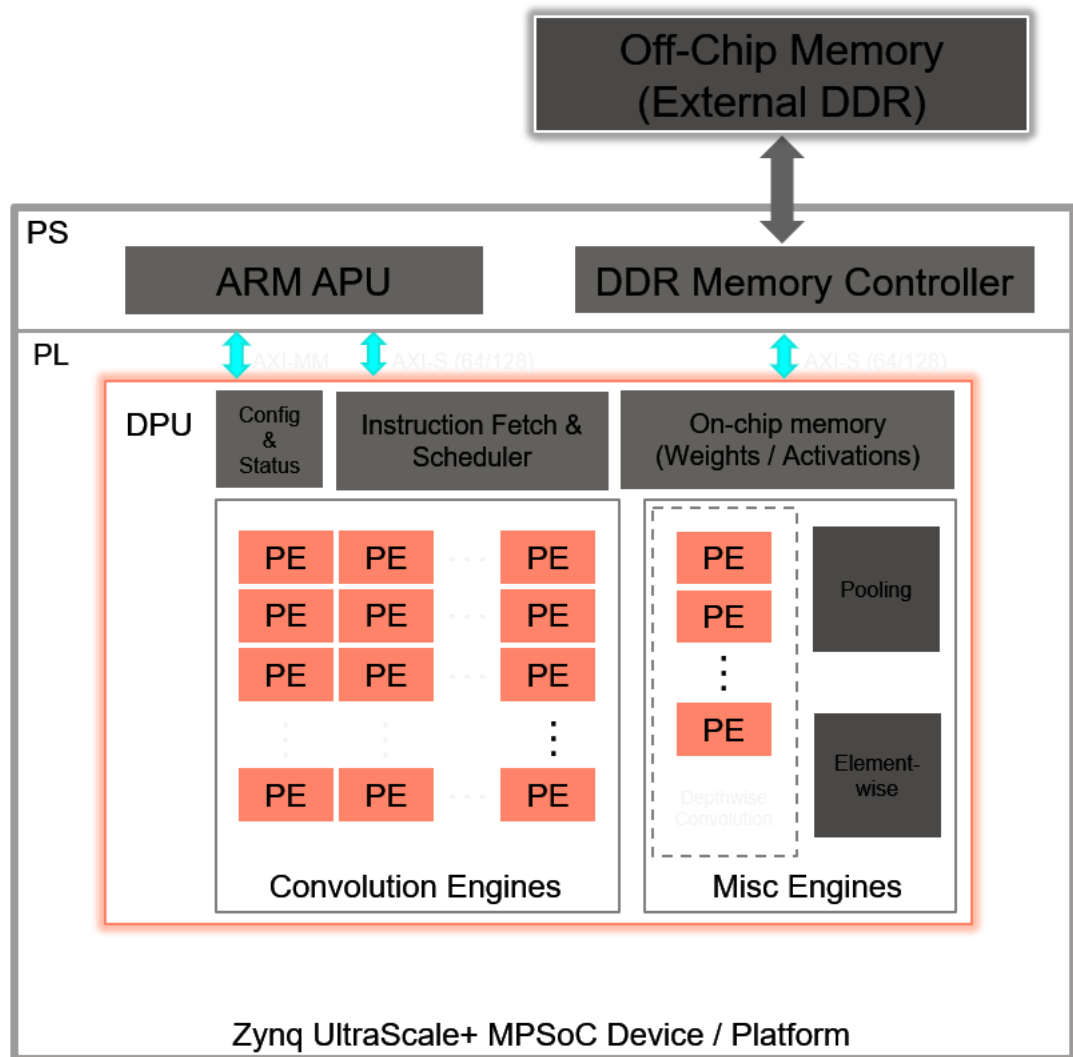 Off-Chip Memory
(External DDR)
PS
ARM APU
DDR Memory Controller
PL
AXI-MM
AXI-S (64/128)
AXI-S (64/128)
DPU
Config
&
Status
Instruction Fetch &
Scheduler
On-chip memory
(Weights / Activations)
PE PE PE
PE PE PE
PE PE PE
PE PE PE
Convolution Engines
PE
PE
PE
Depthwise
Convolution
Pooling
Element-
wise
Misc Engines
Zynq UltraScale+ MPSoC Device / Platform